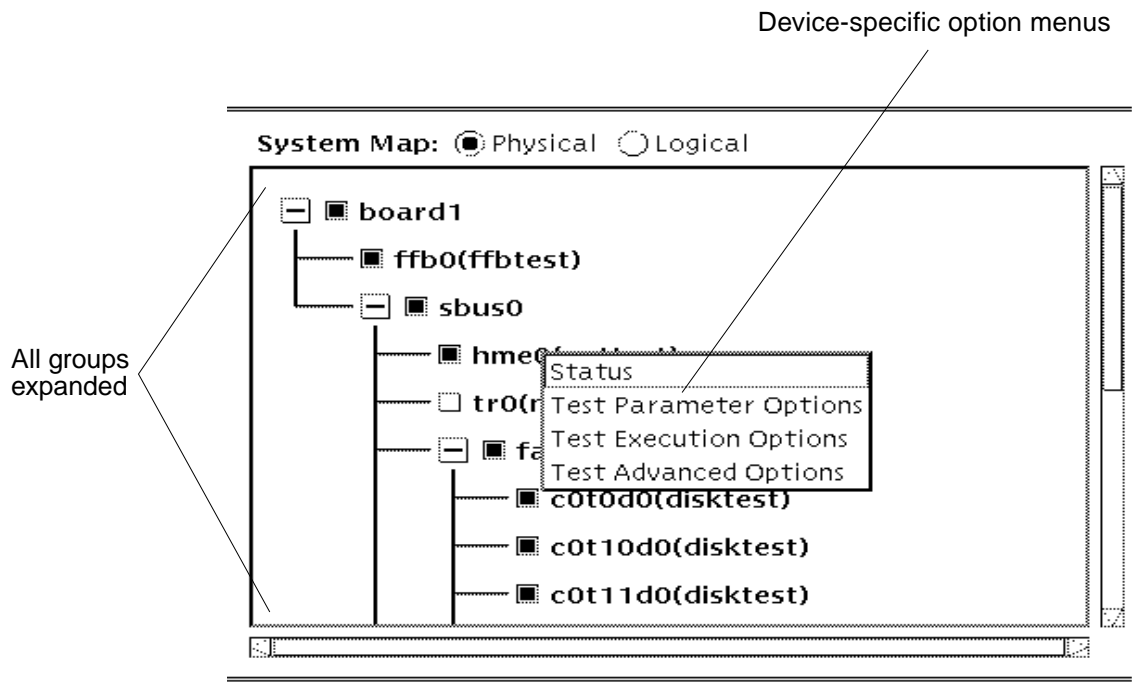 Device-specific option menus
System Map: Physical Logical
board1
ffb0(ffbtest)
sbus0
All groups
expanded
Status
tr0(
Test Parameter Options
Test Execution Options
Test Advanced Options
c0t0d0(disktest)
c0t10d0(disktest)
c0t11d0(disktest)